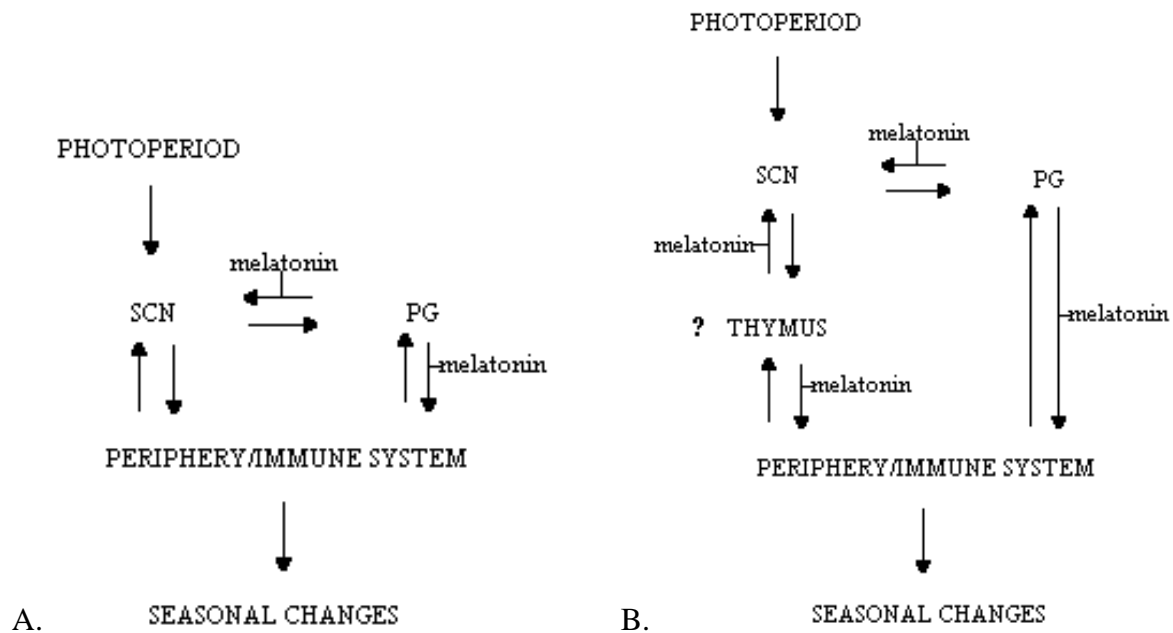 PHOTOPERIOD
melatonin
SCN
PG
melatonin
PERIPHERY/IMMUNE SYSTEM
A. SEASONAL CHANGES
PHOTOPERIOD
melatonin
SCN
PG
melatonin
melatonin
? THYMUS
melatonin
PERIPHERY/IMMUNE SYSTEM
B. SEASONAL CHANGES